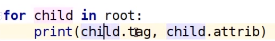 for child in root:
    print(child.tag, child.attrib)